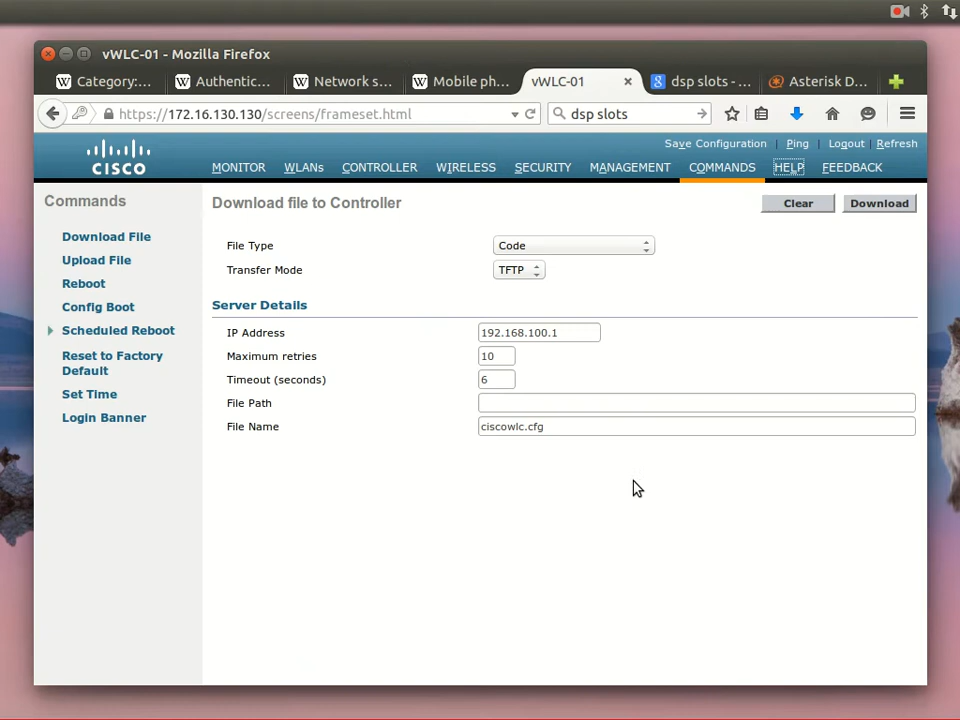 vWLC-01 - Mozilla Firefox
W Category:...
W Authentic...
W Network s...
W Mobile ph...
vWLC-01
dsp slots - ...
Asterisk D...
https://172.16.130.130/screens/frameset.html
dsp slots
Save Configuration
Ping
Logout
Refresh
CISCO
MONITOR
WLANs
CONTROLLER
WIRELESS
SECURITY
MANAGEMENT
COMMANDS
HELP
FEEDBACK
Commands
Download File
Upload File
Reboot
Config Boot
Scheduled Reboot
Reset to Factory
Default
Set Time
Login Banner
Download file to Controller
Clear
Download
File Type
Code
Transfer Mode
TFTP
Server Details
IP Address
192.168.100.1
Maximum retries
10
Timeout (seconds)
6
File Path
File Name
ciscowlc.cfg